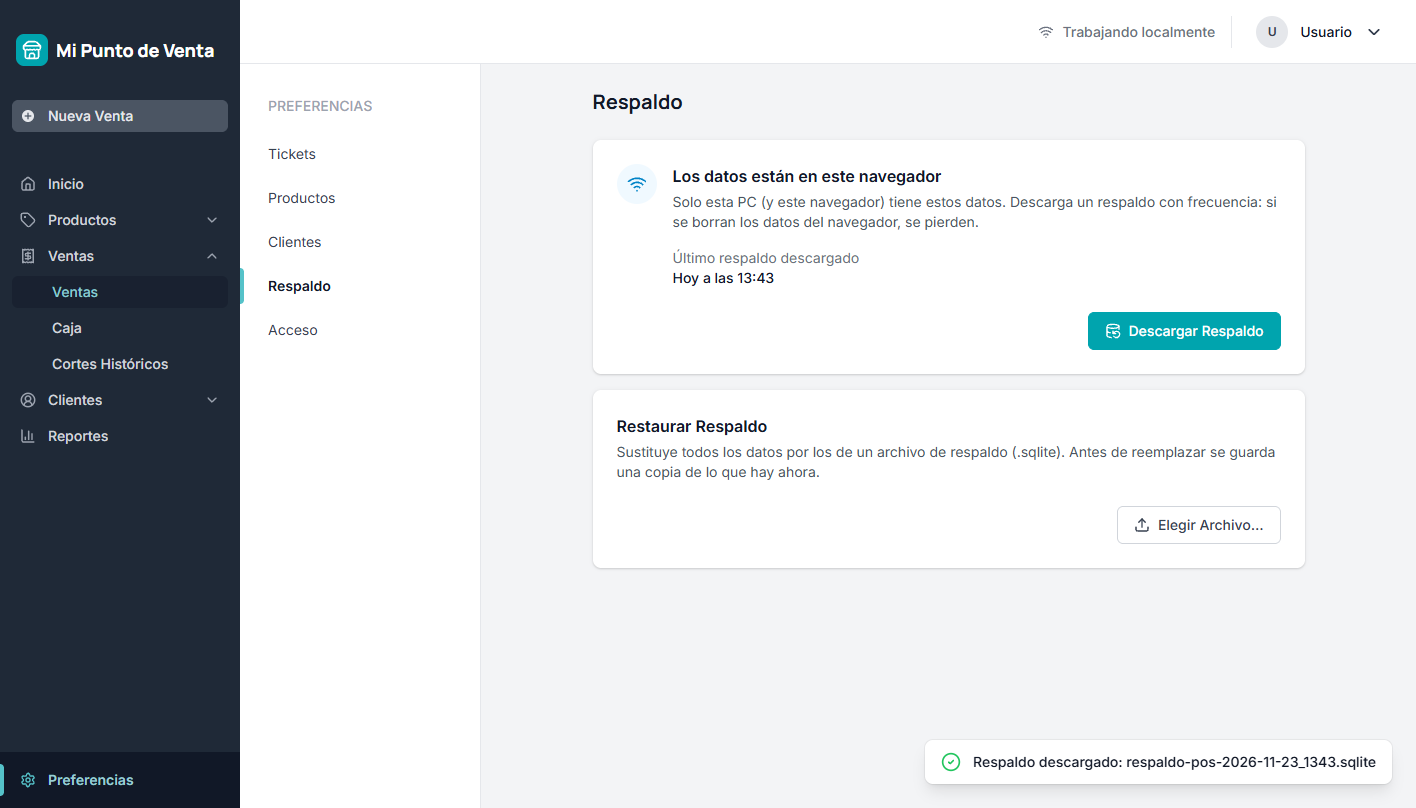 Mi Punto de Venta
Nueva Venta
Inicio
Productos
Ventas
Ventas
Caja
Cortes Históricos
Clientes
Reportes
Preferencias
Trabajando localmente
U
Usuario
PREFERENCIAS
Tickets
Productos
Clientes
Respaldo
Acceso
Respaldo
Los datos están en este navegador
Solo esta PC (y este navegador) tiene estos datos. Descarga un respaldo con frecuencia: si
se borran los datos del navegador, se pierden.
Último respaldo descargado
Hoy a las 13:43
Descargar Respaldo
Restaurar Respaldo
Sustituye todos los datos por los de un archivo de respaldo (.sqlite). Antes de reemplazar se guarda
una copia de lo que hay ahora.
Elegir Archivo...
Respaldo descargado: respaldo-pos-2026-11-23_1343.sqlite